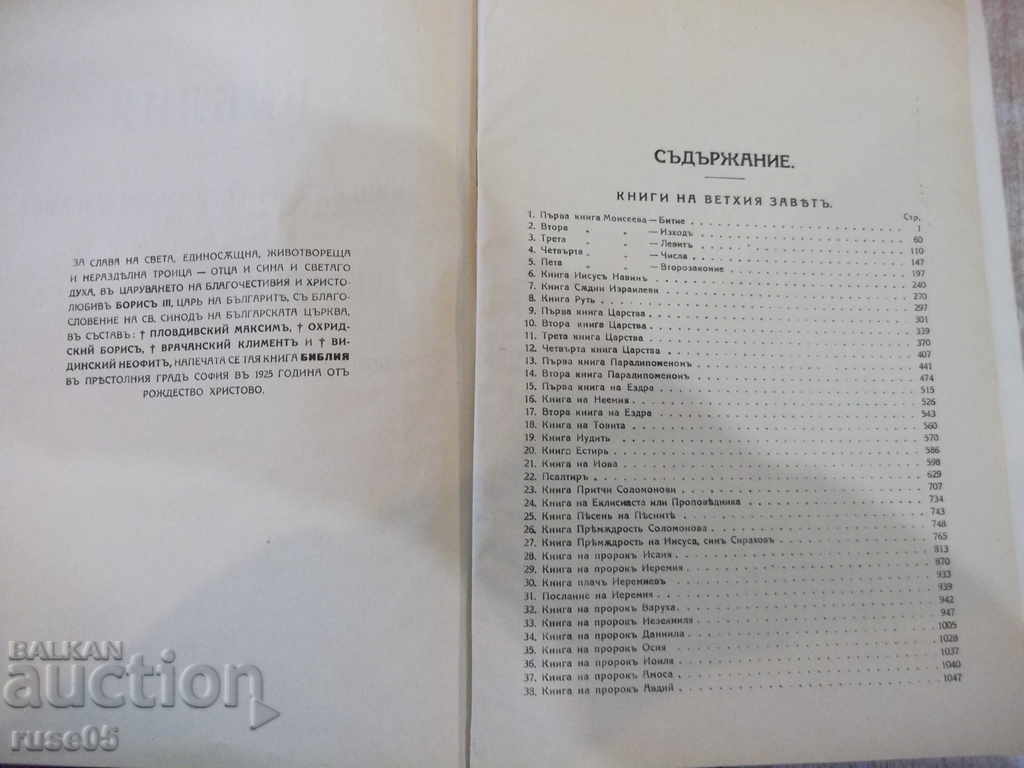 ЗА СЛАВА НА СВЕТА, ЕДИНОСѪЩНА, ЖИВОТВОРЕЩА
И НЕРАЗДѢЛНА ТРОИЦА — ОТЦА И СИНА И СВЕТАГО
ДУХА, ВЪ ЦАРУВАНЕТО НА БЛАГОЧЕСТИВИЯ И ХРИСТО-
ЛЮБИВЪ БОРИСЪ III, ЦАРЬ НА БЪЛГАРИТѢ, СЪ БЛАГО-
СЛОВЕНИЕ НА СВ. СИНОДЪ НА БЪЛГАРСКАТА ЦЪРКВА,
ВЪ СЪСТАВЪ: † ПЛОВДИВСКИЙ МАКСИМЪ, † ОХРИД-
СКИЙ БОРИСЪ, † ВРАЧАНСКИЙ КЛИМЕНТЪ И † ВИ-
ДИНСКИЙ НЕОФИТЪ, НАПЕЧАТА СЕ ТАЯ КНИГА БИБЛИЯ
ВЪ ПРѢСТОЛНИЯ ГРАДЪ СОФИЯ ВЪ 1925 ГОДИНА ОТЪ
РОЖДЕСТВО ХРИСТОВО.
СЪДЪРЖАНИЕ.
КНИГИ НА ВЕТХИЯ ЗАВѢТЪ.
Стр.
1. Първа книга Моисеева — Битие 1
2. Втора „ „ — Изходъ 60
3. Трета „ „ — Левитъ 110
4. Четвърта „ „ — Числа 147
5. Пета „ „ — Второзаконие 197
6. Книга Иисусъ Навинъ 240
7. Книга Сѫдии Израилеви 270
8. Книга Рутъ 297
9. Първа книга Царства 301
10. Втора книга Царства 339
11. Трета книга Царства 370
12. Четвърта книга Царства 407
13. Първа книга Паралипоменонъ 441
14. Втора книга Паралипоменонъ 474
15. Първа книга на Ездра 515
16. Книга на Неемия 526
17. Втора книга на Ездра 543
18. Книга на Товита 560
19. Книга Иудитъ 570
20. Книга Естирь 586
21. Книга на Иова 598
22. Псалтиръ 629
23. Книга Притчи Соломонови 707
24. Книга на Еклисиаста или Проповѣдника 734
25. Книга Пѣсень на Пѣснитѣ 743
26. Книга Прѣмѫдрость Соломонова 748
27. Книга Прѣмѫдрость на Иисуса, синъ Сираховъ 765
28. Книга на пророкъ Исаия 813
29. Книга на пророкъ Иеремия 870
30. Книга плачъ Иеремиевъ 933
31. Послание на Иеремия 939
32. Книга на пророкъ Варуха 942
33. Книга на пророкъ Иезекииля 947
34. Книга на пророкъ Даниила 1005
35. Книга на пророкъ Осия 1028
36. Книга на пророкъ Иоиля 1037
37. Книга на пророкъ Амоса 1040
38. Книга на пророкъ Авдий 1047
BALKAN
auction
ruse05